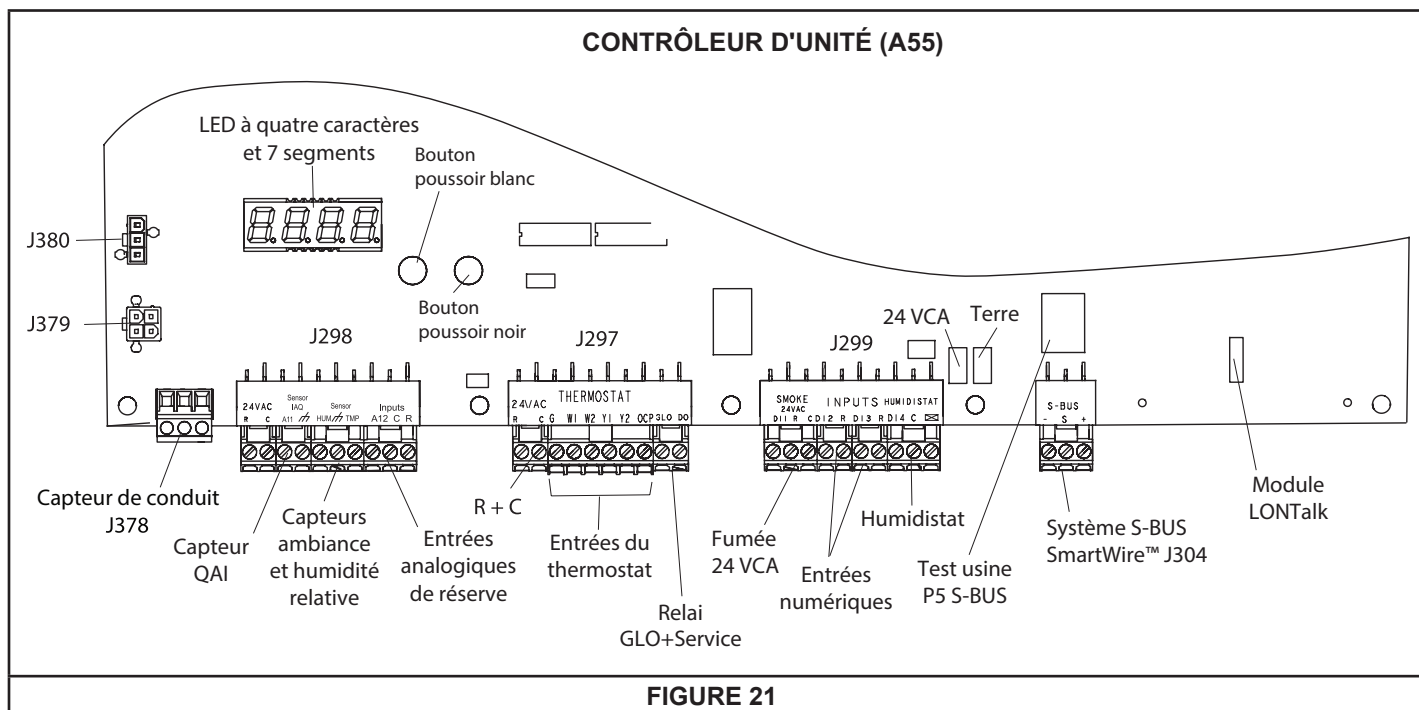 CONTRÔLEUR D'UNITÉ (A55)
LED à quatre caractères
et 7 segments
Bouton
poussoir blanc
J380
J379
Bouton
poussoir noir
J298
J297
J299
24 VCA
Terre
24VAC
R C
Sensor
IAQ
A11
Sensor
HUM TMP
Inputs
A12 C R
THERMOSTAT
24VAC
R C G W1 W2 Y1 Y2 OCP GLO DO
SMOKE
24VAC
INPUTS
HUMIDISTAT
DI1 R C DI2 R DI3 R DI4 C
S-BUS
- S +
Capteur de conduit
J378
Capteur
QAI
Capteurs
ambiance
et humidité
relative
Entrées
analogiques
de réserve
R + C
Entrées du
thermostat
Relai
GLO+Service
Fumée
24 VCA
Entrées
numériques
Humidistat
Test usine
P5 S-BUS
Système S-BUS
SmartWire™ J304
Module
LONTalk
FIGURE 21